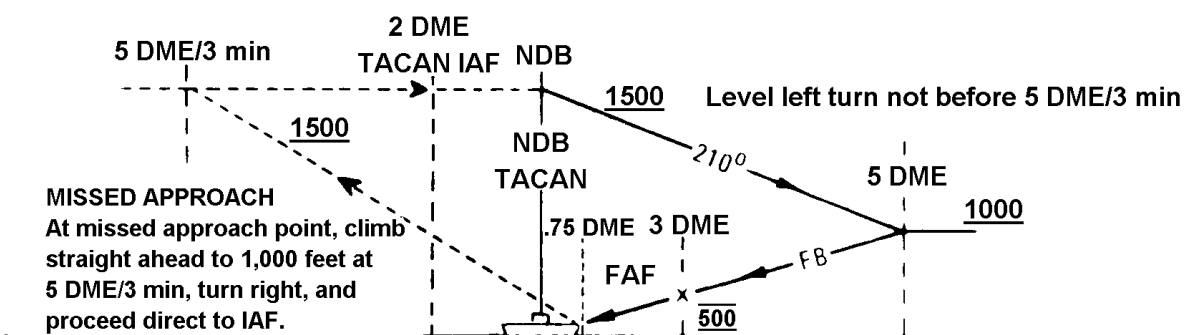 2 DME
5 DME/3 min
TACAN IAF
NDB
1500
Level left turn not before 5 DME/3 min
1500
NDB
210°
TACAN
5 DME
MISSED APPROACH
At missed approach point, climb
straight ahead to 1,000 feet at
5 DME/3 min, turn right, and
proceed direct to IAF.
1000
.75 DME
3 DME
FB
FAF
500